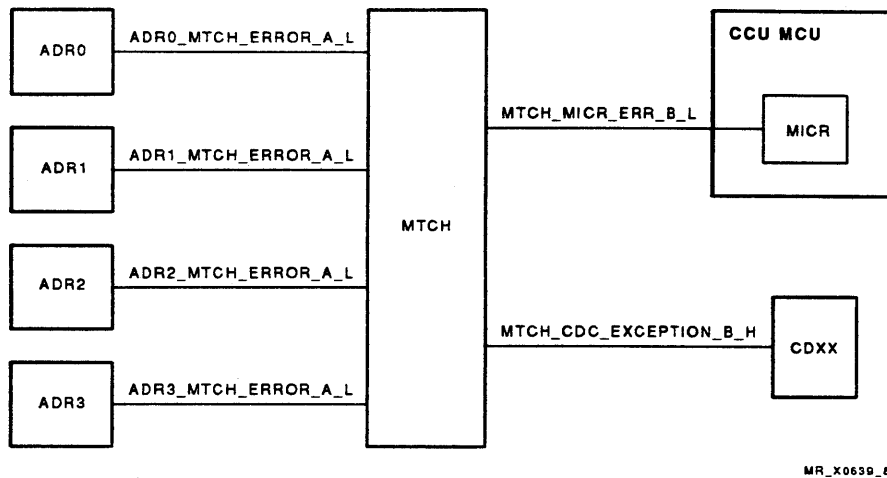 ADR0
ADR0_MTCH_ERROR_A_L
CCU MCU
MTCH_MICR_ERR_B_L
MICR
ADR1
ADR1_MTCH_ERROR_A_L
MTCH
ADR2
ADR2_MTCH_ERROR_A_L
MTCH_CDC_EXCEPTION_B_H
CDXX
ADR3
ADR3_MTCH_ERROR_A_L